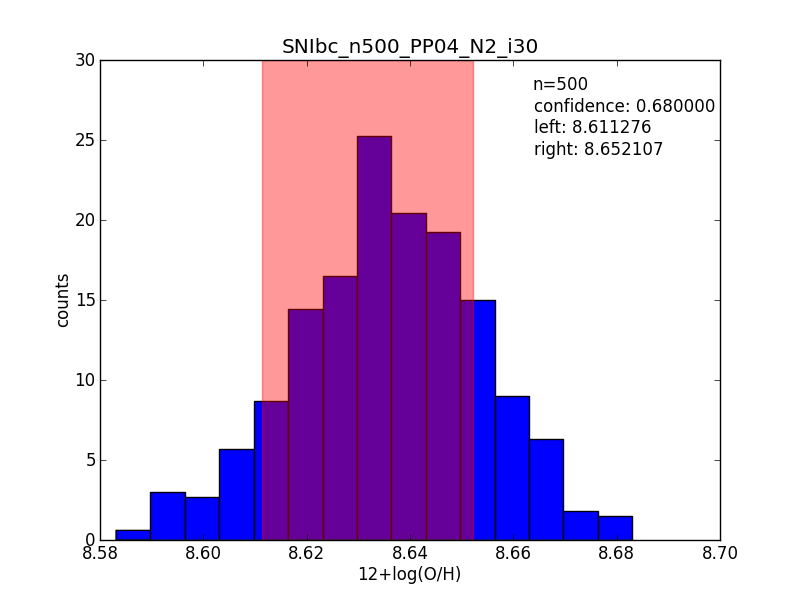 SNIbc_n500_PP04_N2_i30
30
n=500
confidence: 0.680000
left: 8.611276
right: 8.652107
25
20
15
10
5
0
counts
8.58 8.60 8.62 8.64 8.66 8.68 8.70
12+log(O/H)